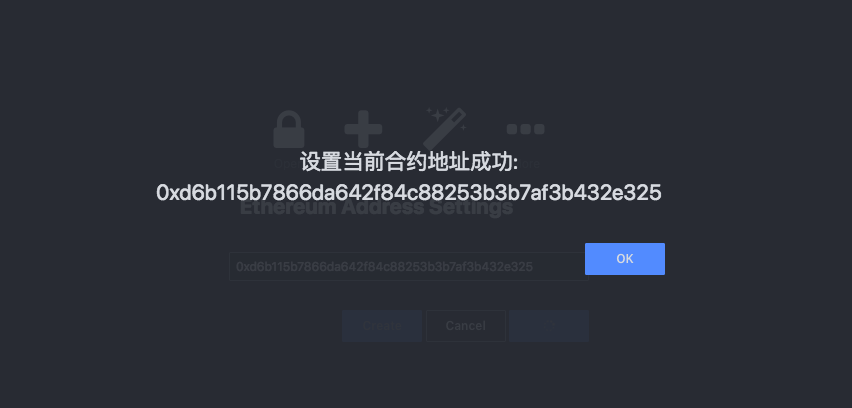 设置当前合约地址成功:
0xd6b115b7866da642f84c88253b3b7af3b432e325
Ethereum Address Settings
0xd6b115b7866da642f84c88253b3b7af3b432e325
OK
Cancel